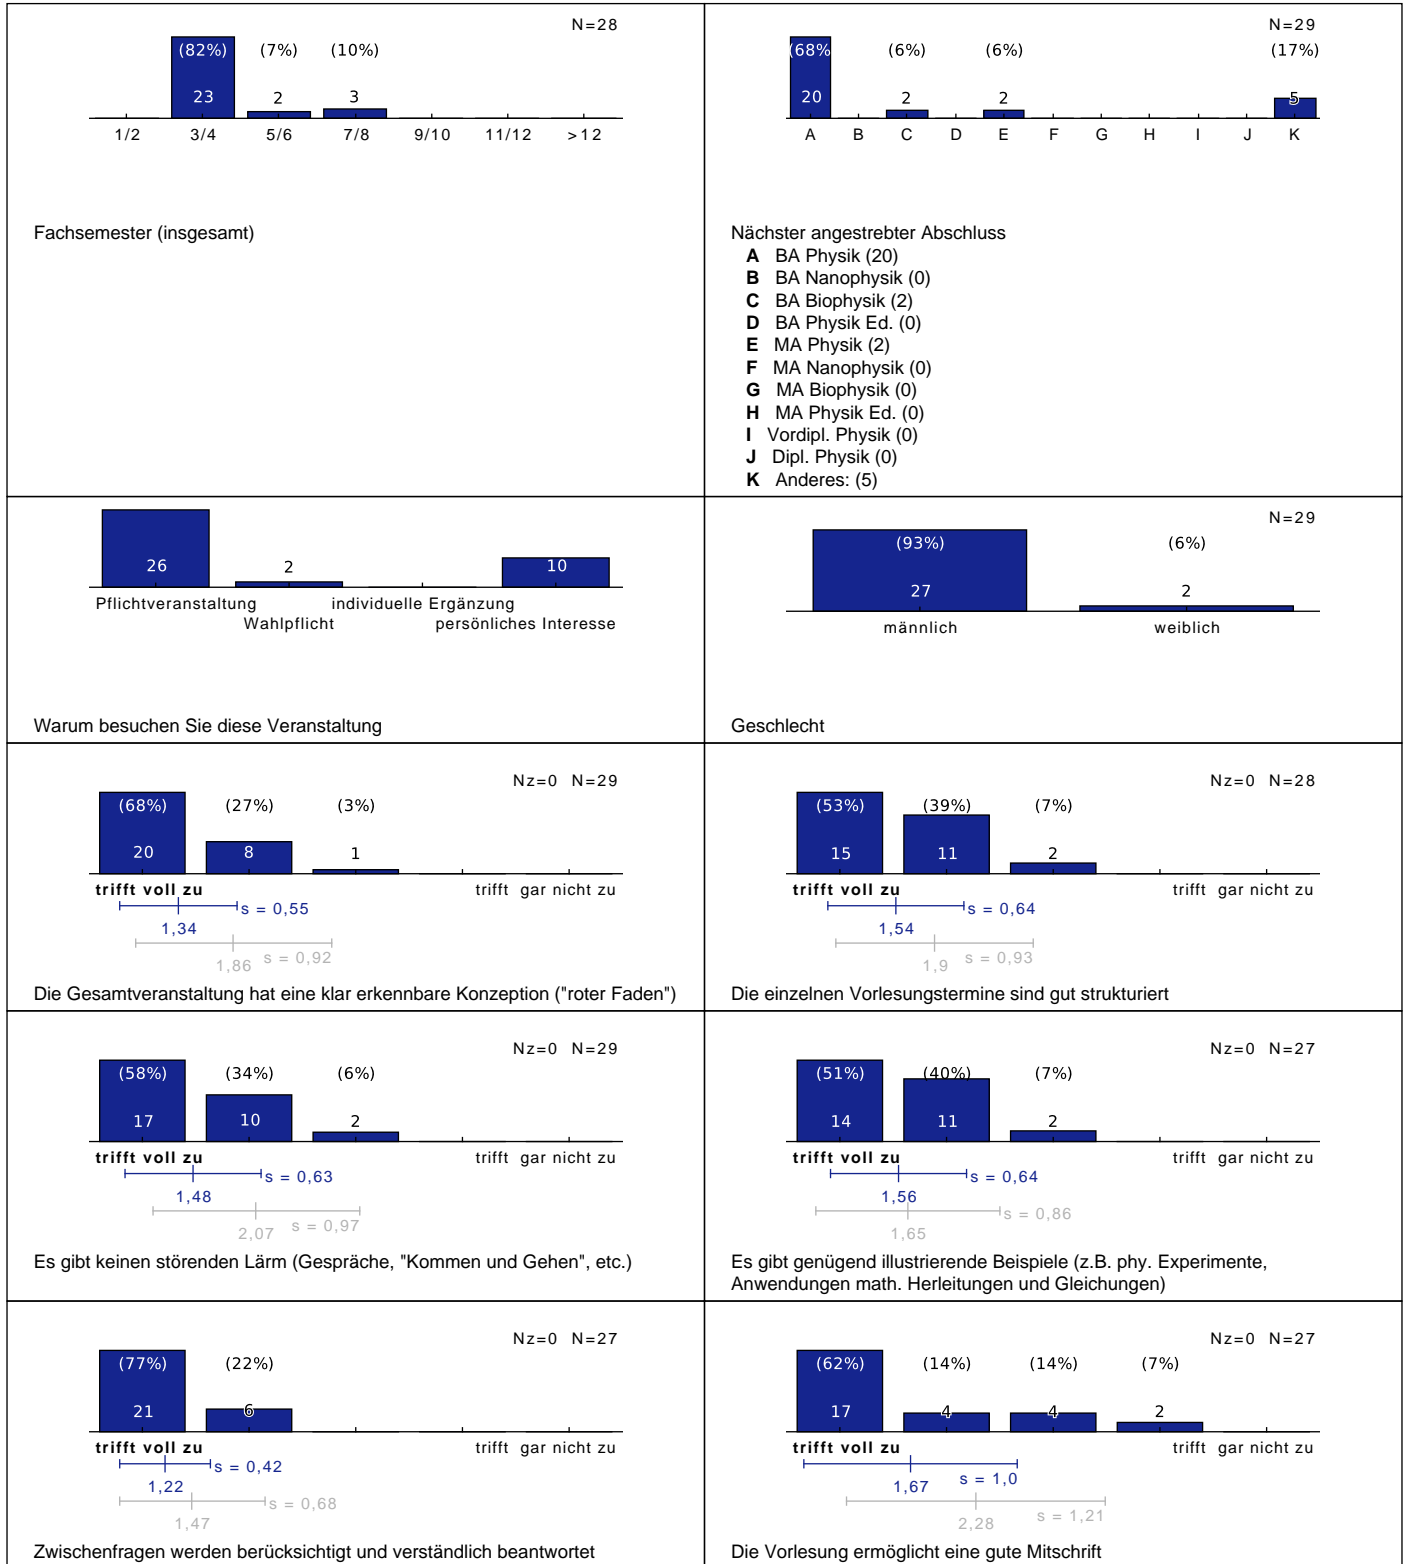 N=28
(82%) (7%) (10%)
23 2 3
1/2 3/4 5/6 7/8 9/10 11/12 >12
Fachsemester (insgesamt)
N=29
(68% (6%) (6%) (17%)
20 2 2 5
A B C D E F G H I J K
Nächster angestrebter Abschluss
A BA Physik (20)
B BA Nanophysik (0)
C BA Biophysik (2)
D BA Physik Ed. (0)
E MA Physik (2)
F MA Nanophysik (0)
G MA Biophysik (0)
H MA Physik Ed. (0)
I Vordipl. Physik (0)
J Dipl. Physik (0)
K Anderes: (5)
26 2 10
Pflichtveranstaltung individuelle Ergänzung
Wahlpflicht persönliches Interesse
Warum besuchen Sie diese Veranstaltung
N=29
(93%) (6%)
27 2
männlich weiblich
Geschlecht
Nz=0 N=29
(68%) (27%) (3%)
20 8 1
trifft voll zu trifft gar nicht zu
s = 0,55
1,34
s = 0,92
1,86
Die Gesamtveranstaltung hat eine klar erkennbare Konzeption ("roter Faden")
Nz=0 N=28
(53%) (39%) (7%)
15 11 2
trifft voll zu trifft gar nicht zu
s = 0,64
1,54
s = 0,93
1,9
Die einzelnen Vorlesungstermine sind gut strukturiert
Nz=0 N=29
(58%) (34%) (6%)
17 10 2
trifft voll zu trifft gar nicht zu
s = 0,63
1,48
s = 0,97
2,07
Es gibt keinen störenden Lärm (Gespräche, "Kommen und Gehen", etc.)
Nz=0 N=27
(51%) (40%) (7%)
14 11 2
trifft voll zu trifft gar nicht zu
s = 0,64
1,56
s = 0,86
1,65
Es gibt genügend illustrierende Beispiele (z.B. phy. Experimente,
Anwendungen math. Herleitungen und Gleichungen)
Nz=0 N=27
(77%) (22%)
21 6
trifft voll zu trifft gar nicht zu
s = 0,42
1,22
s = 0,68
1,47
Zwischenfragen werden berücksichtigt und verständlich beantwortet
Nz=0 N=27
(62%) (14%) (14%) (7%)
17 4 4 2
trifft voll zu trifft gar nicht zu
s = 1,0
1,67
s = 1,21
2,28
Die Vorlesung ermöglicht eine gute Mitschrift